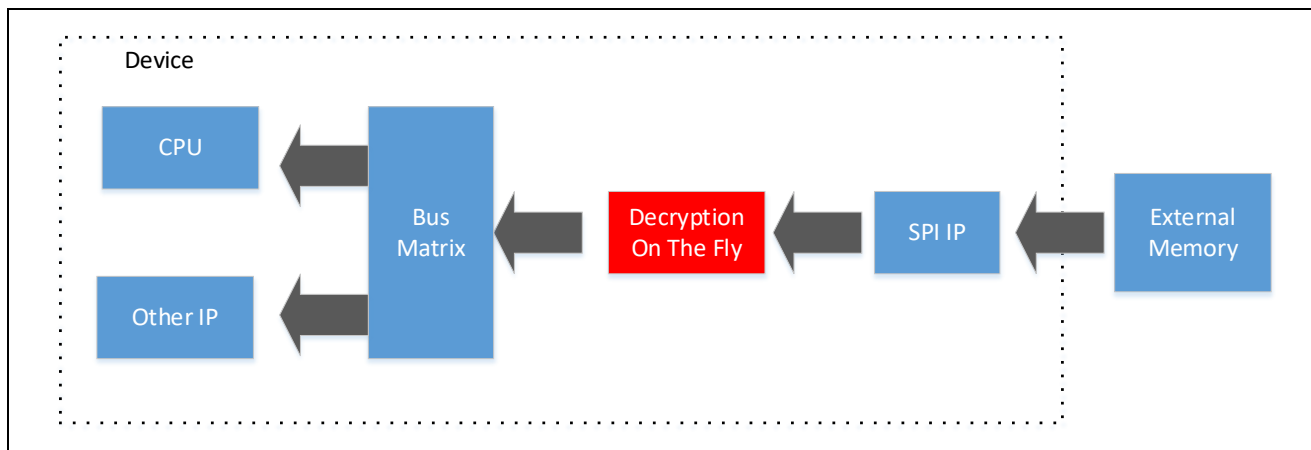 Device
CPU
Bus
Matrix
Decryption
On The Fly
SPI IP
External
Memory
Other IP